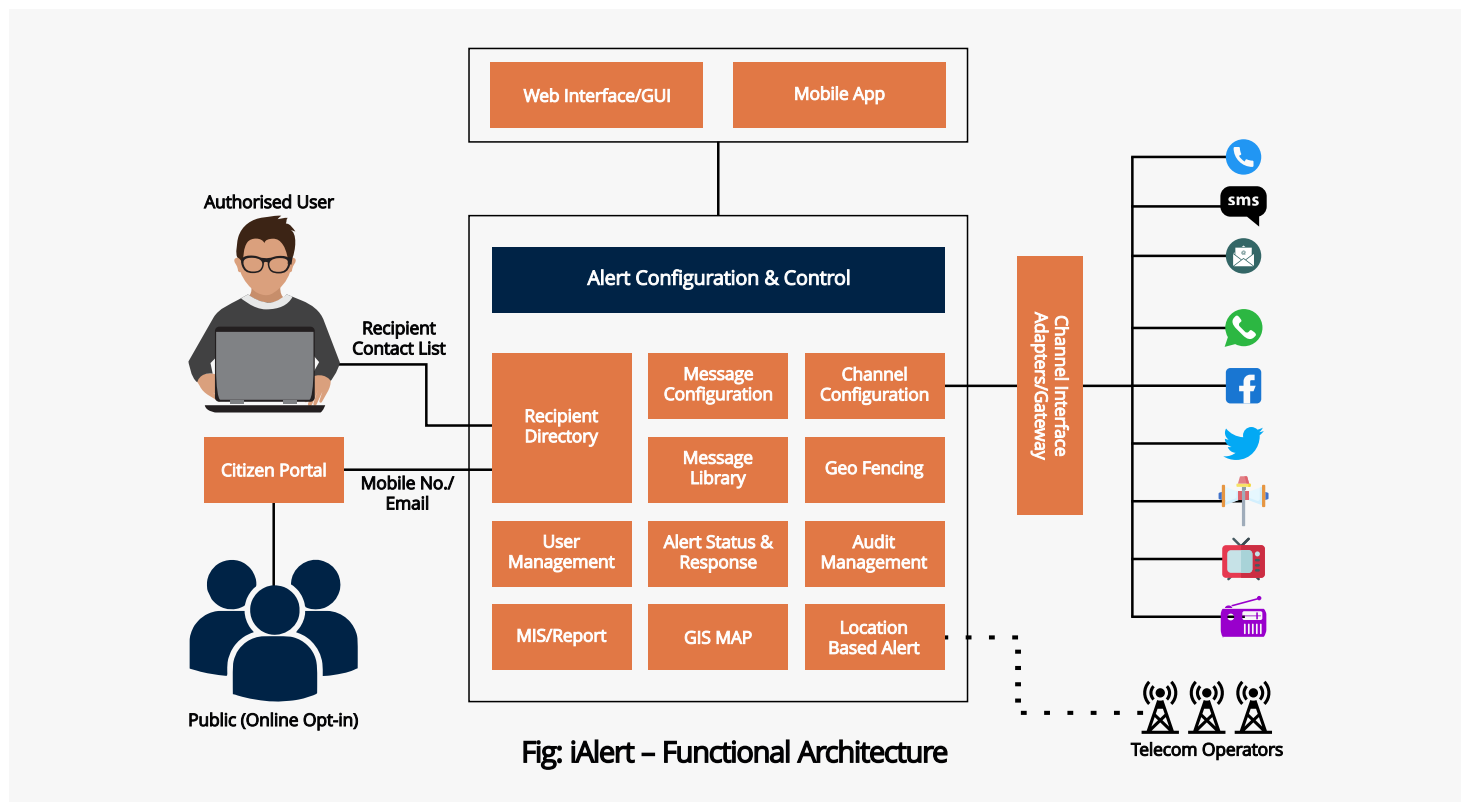 Web Interface/GUI
Mobile App
Authorised User
sms
Alert Configuration & Control
Recipient
Contact List
Channel Interface
Adapters/Gateway
Recipient
Directory
Message
Configuration
Channel
Configuration
Message
Library
Geo Fencing
Citizen Portal
Mobile No./
Email
User
Management
Alert Status &
Response
Audit
Management
MIS/Report
GIS MAP
Location
Based Alert
Public (Online Opt-in)
Telecom Operators
Fig: iAlert – Functional Architecture